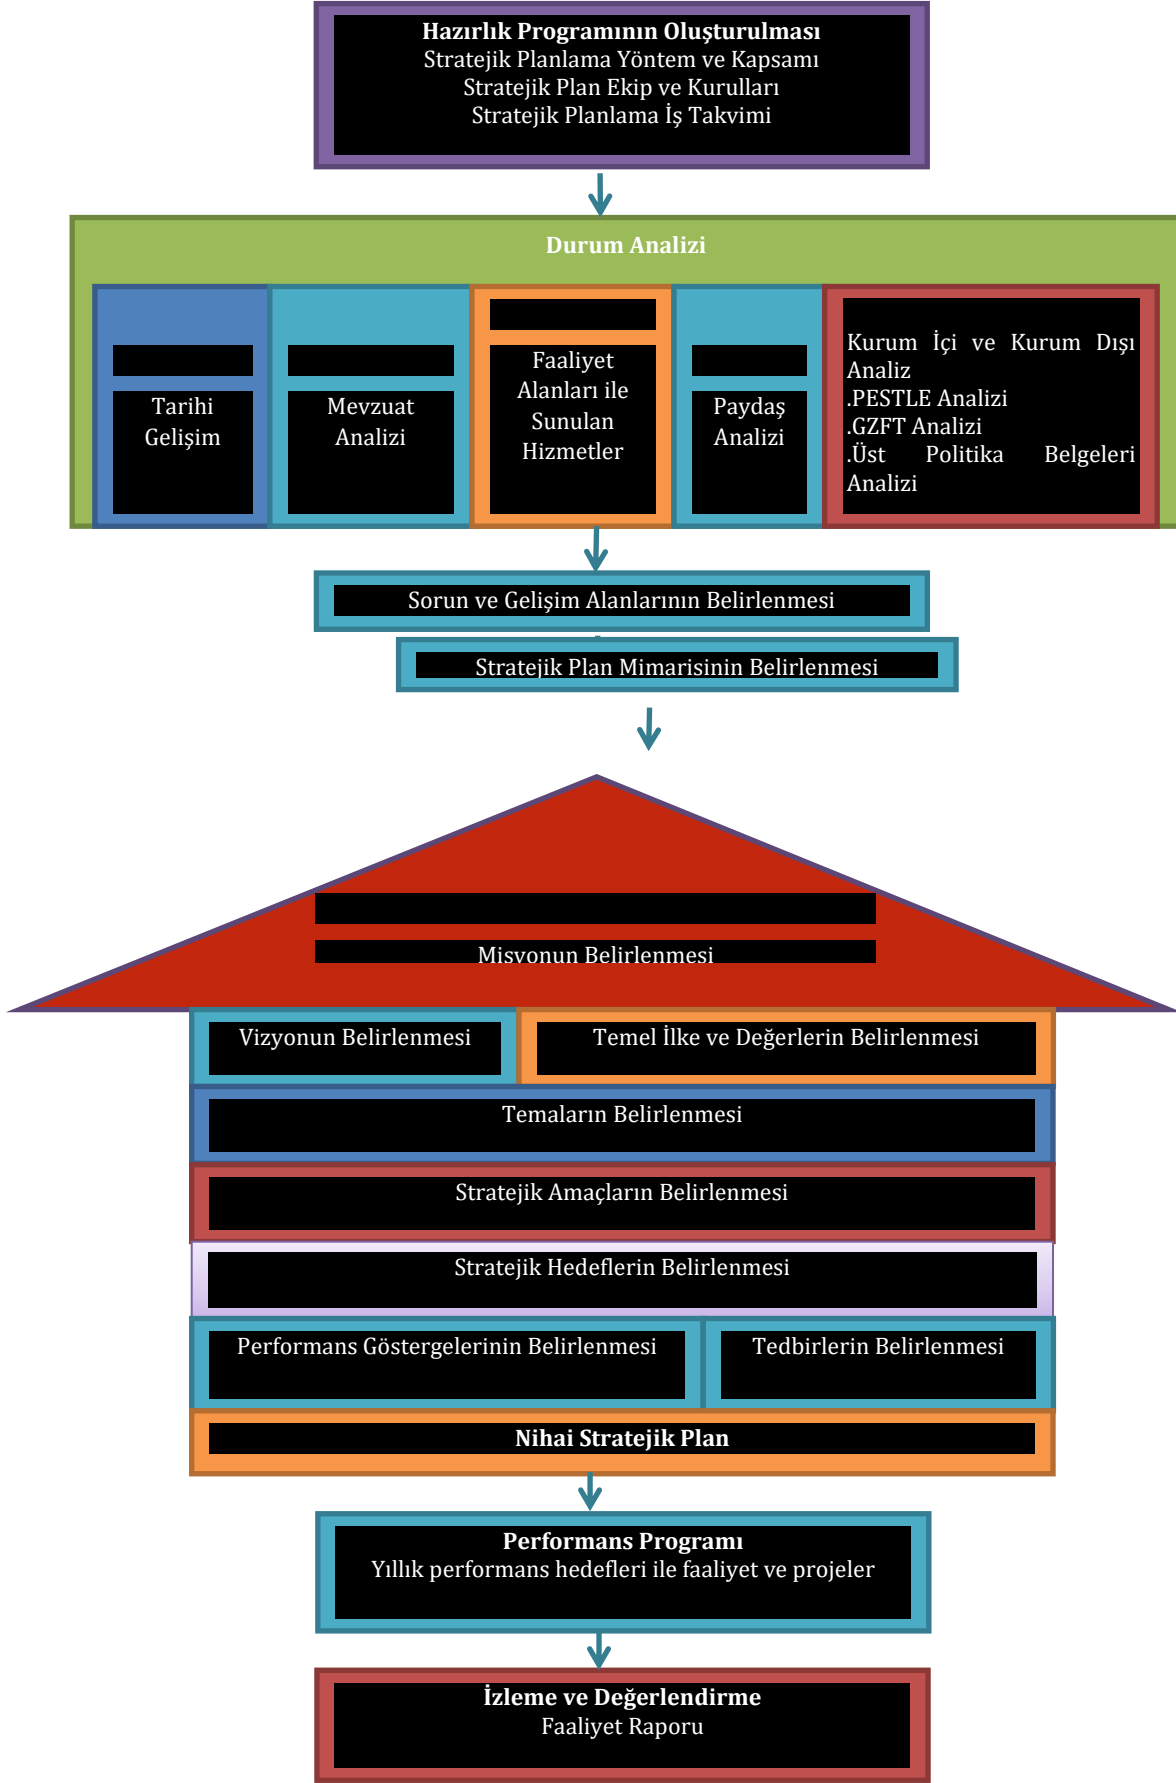 Hazırlık Programının Oluşturulması
Stratejik Planlama Yöntem ve Kapsamı
Stratejik Plan Ekip ve Kurulları
Stratejik Planlama İş Takvimi
Durum Analizi
Tarihi
Gelişim
Mevzuat
Analizi
Faaliyet
Alanları ile
Sunulan
Hizmetler
Paydaş
Analizi
Kurum İçi ve Kurum Dışı
Analiz
.PESTLE Analizi
.GZFT Analizi
.Üst Politika Belgeleri
Analizi
Sorun ve Gelişim Alanlarının Belirlenmesi
Stratejik Plan Mimarisinin Belirlenmesi
Misyonun Belirlenmesi
Vizyonun Belirlenmesi
Temel İlke ve Değerlerin Belirlenmesi
Temaların Belirlenmesi
Stratejik Amaçların Belirlenmesi
Stratejik Hedeflerin Belirlenmesi
Performans Göstergelerinin Belirlenmesi
Tedbirlerin Belirlenmesi
Nihai Stratejik Plan
Performans Programı
Yıllık performans hedefleri ile faaliyet ve projeler
İzleme ve Değerlendirme
Faaliyet Raporu